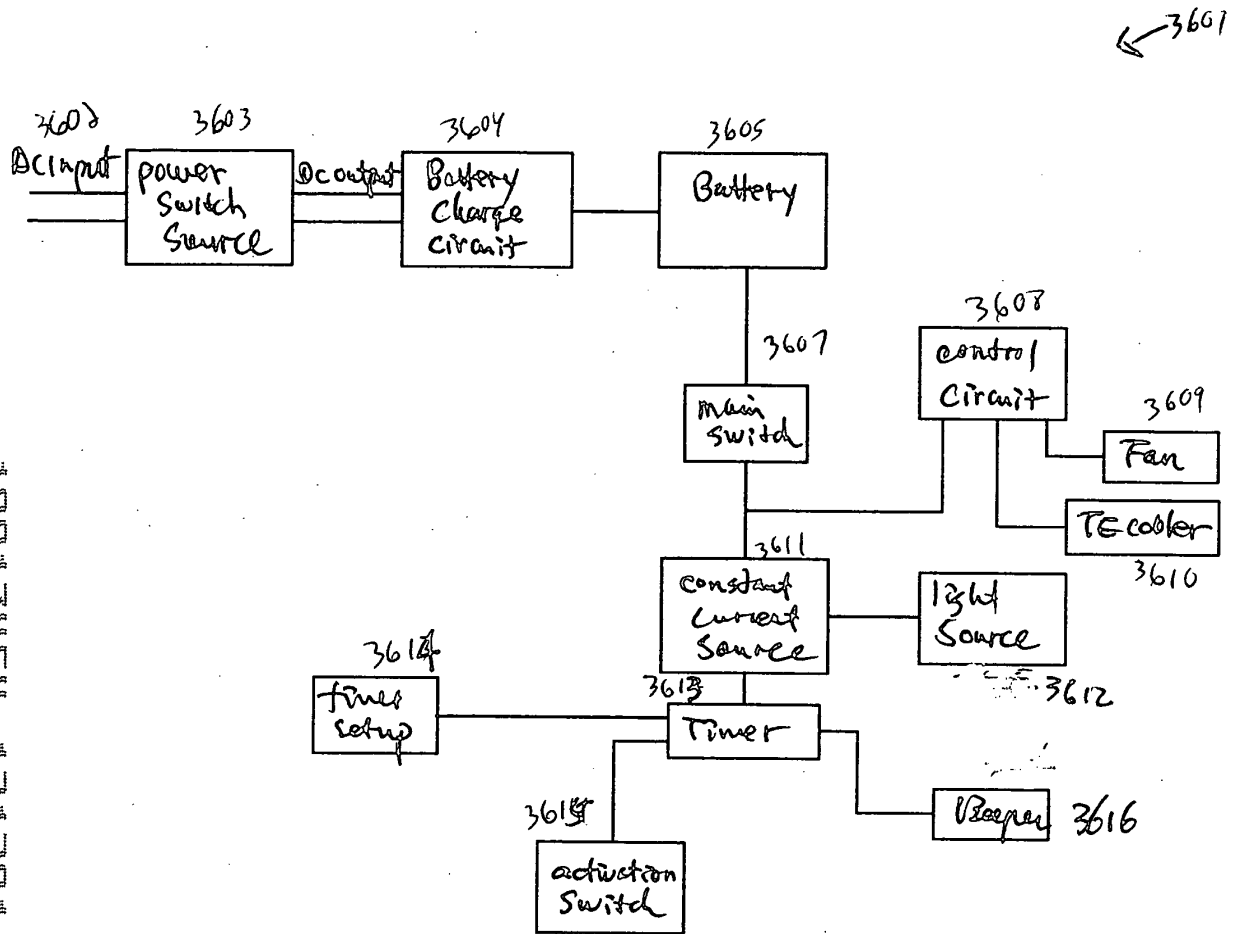 3601
3602
3603
3604
3605
DC input
power
switch
source
DC output
Battery
charge
circuit
Battery
3607
main
switch
3608
control
circuit
3609
Fan
TE cooler
3610
3611
constant
current
source
light
source
3612
3614
timer
setup
3613
Timer
3615
activation
switch
Beeper 3616